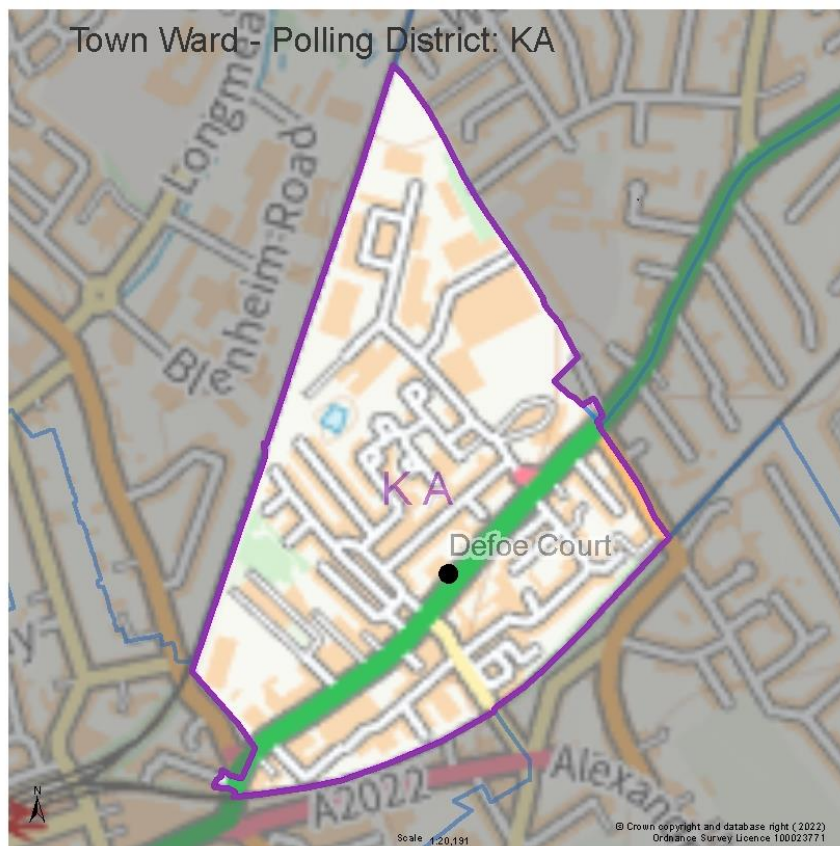 Town Ward - Polling District: KA
Longmea
Blenheim-Road
KA
Defoe Court
A2022
Alexan
N
Scale 1:20,191
© Crown copyright and database right (2022)
Ordnance Survey Licence 100023771